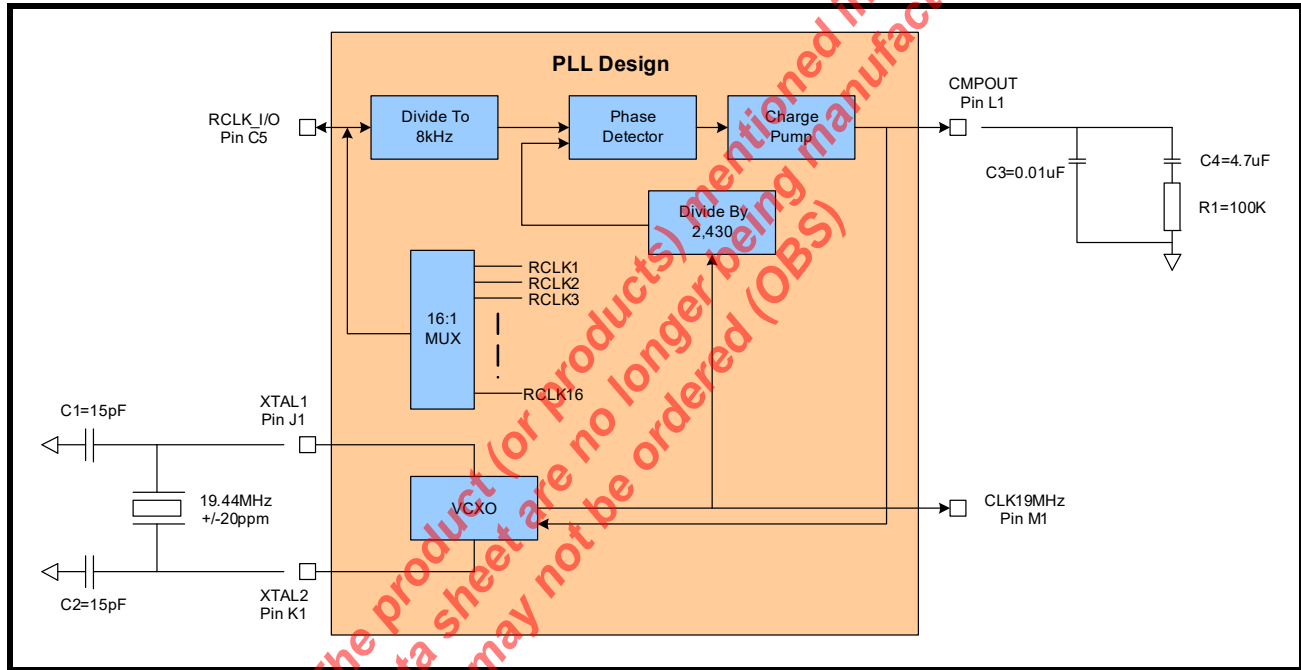 PLL Design
RCLK_I/O
Pin C5
Divide To
8kHz
Phase
Detector
Charge
Pump
CMPOUT
Pin L1
C3=0.01uF
C4=4.7uF
R1=100K
Divide By
2,430
16:1
MUX
RCLK1
RCLK2
RCLK3
RCLK16
C1=15pF
XTAL1
Pin J1
19.44MHz
+/-20ppm
VCXO
CLK19MHz
Pin M1
C2=15pF
XTAL2
Pin K1
The product (or products) mentioned in
ta sheet are no longer being manufact
may not be ordered (OBS)